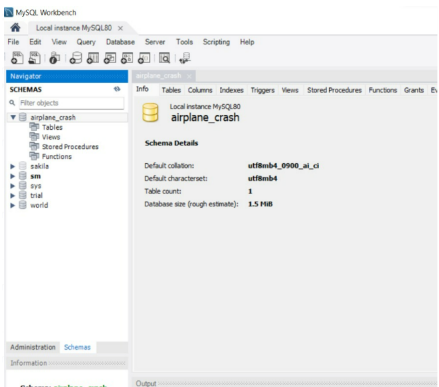 MySQL Workbench
Local instance MySQL80 ×
File Edit View Query Database Server Tools Scripting Help
Navigator
SCHEMAS
Filter objects
airplane_crash
Tables
Views
Stored Procedures
Functions
sakila
sm
sys
trial
world
Administration Schemas
Information
airplane_crash ×
Info Tables Columns Indexes Triggers Views Stored Procedures Functions Grants Ev
Local instance MySQL80
airplane_crash
Schema Details
Default collation: utf8mb4_0900_ai_ci
Default characterset: utf8mb4
Table count: 1
Database size (rough estimate): 1.5 MiB
Output